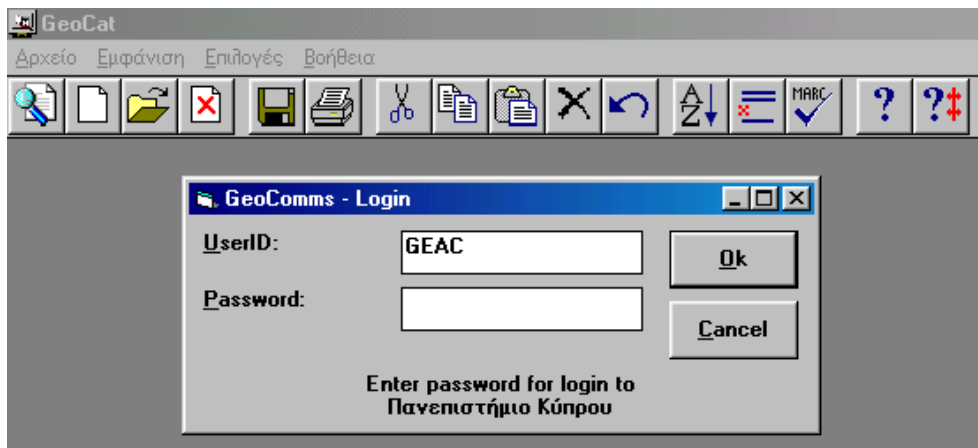 GeoCat
Αρχείο Εμφάνιση Επιλογές Βοήθεια
A Z MARC ? ?‡
GeoComms - Login
UserID: GEAC Ok
Password: Cancel
Enter password for login to
Πανεπιστήμιο Κύπρου